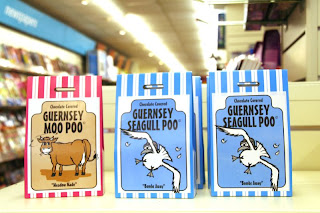 newspapers
Chocolate Covered
GUERNSEY
MOO POO
"Meadow Made"
Chocolate Covered
GUERNSEY
SEAGULL POO
"Bombs Away"
Chocolate Covered
GUERNSEY
SEAGULL POO
"Bombs Away"